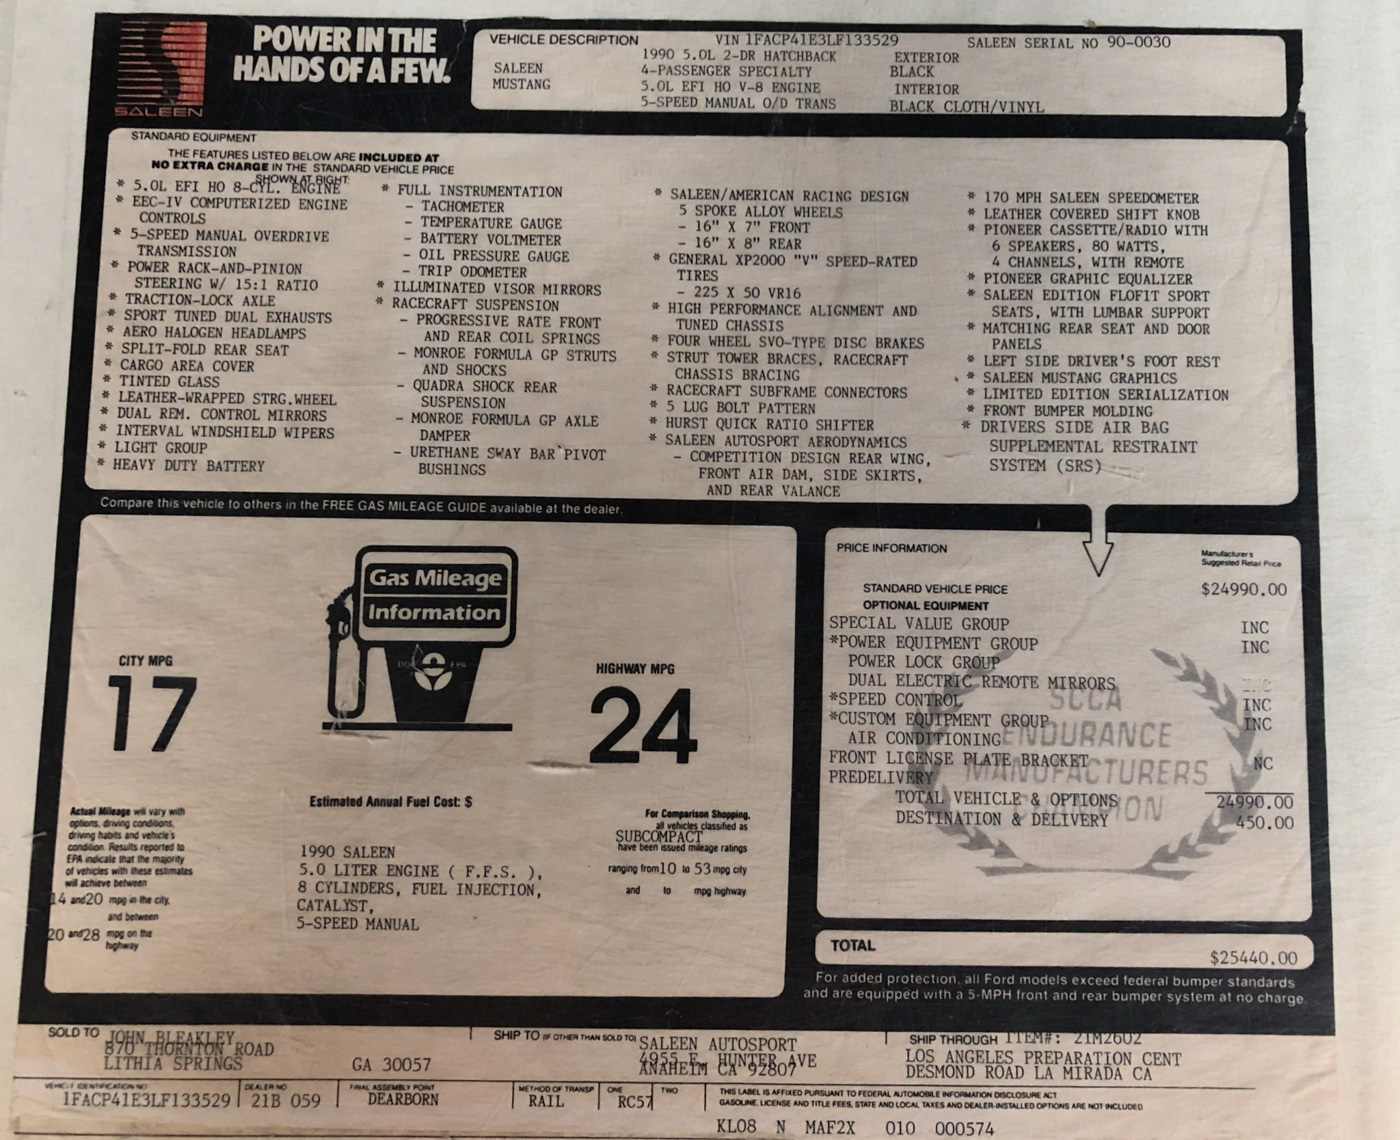 SALEEN
POWER IN THE
HANDS OF A FEW.
VEHICLE DESCRIPTION VIN 1FACP41E3LF133529 SALEEN SERIAL NO 90-0030
1990 5.0L 2-DR HATCHBACK EXTERIOR
SALEEN 4-PASSENGER SPECIALTY BLACK
MUSTANG 5.0L EFI HO V-8 ENGINE INTERIOR
5-SPEED MANUAL O/D TRANS BLACK CLOTH/VINYL
STANDARD EQUIPMENT
THE FEATURES LISTED BELOW ARE INCLUDED AT
NO EXTRA CHARGE IN THE STANDARD VEHICLE PRICE
SHOWN AT RIGHT:
* 5.0L EFI HO 8-CYL. ENGINE
* EEC-IV COMPUTERIZED ENGINE
CONTROLS
* 5-SPEED MANUAL OVERDRIVE
TRANSMISSION
* POWER RACK-AND-PINION
STEERING W/ 15:1 RATIO
* TRACTION-LOCK AXLE
* SPORT TUNED DUAL EXHAUSTS
* AERO HALOGEN HEADLAMPS
* SPLIT-FOLD REAR SEAT
* CARGO AREA COVER
* TINTED GLASS
* LEATHER-WRAPPED STRG.WHEEL
* DUAL REM. CONTROL MIRRORS
* INTERVAL WINDSHIELD WIPERS
* LIGHT GROUP
* HEAVY DUTY BATTERY
* FULL INSTRUMENTATION
- TACHOMETER
- TEMPERATURE GAUGE
- BATTERY VOLTMETER
- OIL PRESSURE GAUGE
- TRIP ODOMETER
* ILLUMINATED VISOR MIRRORS
* RACECRAFT SUSPENSION
- PROGRESSIVE RATE FRONT
AND REAR COIL SPRINGS
- MONROE FORMULA GP STRUTS
AND SHOCKS
- QUADRA SHOCK REAR
SUSPENSION
- MONROE FORMULA GP AXLE
DAMPER
- URETHANE SWAY BAR PIVOT
BUSHINGS
* SALEEN/AMERICAN RACING DESIGN
5 SPOKE ALLOY WHEELS
- 16" X 7" FRONT
- 16" X 8" REAR
* GENERAL XP2000 "V" SPEED-RATED
TIRES
- 225 X 50 VR16
* HIGH PERFORMANCE ALIGNMENT AND
TUNED CHASSIS
* FOUR WHEEL SVO-TYPE DISC BRAKES
* STRUT TOWER BRACES, RACECRAFT
CHASSIS BRACING
* RACECRAFT SUBFRAME CONNECTORS
* 5 LUG BOLT PATTERN
* HURST QUICK RATIO SHIFTER
* SALEEN AUTOSPORT AERODYNAMICS
- COMPETITION DESIGN REAR WING,
FRONT AIR DAM, SIDE SKIRTS,
AND REAR VALANCE
* 170 MPH SALEEN SPEEDOMETER
* LEATHER COVERED SHIFT KNOB
* PIONEER CASSETTE/RADIO WITH
6 SPEAKERS, 80 WATTS,
4 CHANNELS, WITH REMOTE
* PIONEER GRAPHIC EQUALIZER
* SALEEN EDITION FLOFIT SPORT
SEATS, WITH LUMBAR SUPPORT
* MATCHING REAR SEAT AND DOOR
PANELS
* LEFT SIDE DRIVER'S FOOT REST
* SALEEN MUSTANG GRAPHICS
* LIMITED EDITION SERIALIZATION
* FRONT BUMPER MOLDING
* DRIVERS SIDE AIR BAG
SUPPLEMENTAL RESTRAINT
SYSTEM (SRS)
Compare this vehicle to others in the FREE GAS MILEAGE GUIDE available at the dealer.
Gas Mileage
Information
DOE EPA
CITY MPG
17
HIGHWAY MPG
24
Actual Mileage will vary with
options, driving conditions,
driving habits and vehicle's
condition. Results reported to
EPA indicate that the majority
of vehicles with these estimates
will achieve between
14 and 20 mpg in the city,
and between
20 and 28 mpg on the
highway
Estimated Annual Fuel Cost: $
1990 SALEEN
5.0 LITER ENGINE ( F.F.S. ),
8 CYLINDERS, FUEL INJECTION,
CATALYST,
5-SPEED MANUAL
For Comparison Shopping,
all vehicles classified as
SUBCOMPACT
have been issued mileage ratings
ranging from 10 to 53 mpg city
and to mpg highway.
PRICE INFORMATION
Manufacturer's
Suggested Retail Price
STANDARD VEHICLE PRICE $24990.00
OPTIONAL EQUIPMENT
SPECIAL VALUE GROUP INC
*POWER EQUIPMENT GROUP INC
POWER LOCK GROUP
DUAL ELECTRIC REMOTE MIRRORS
*SPEED CONTROL INC
*CUSTOM EQUIPMENT GROUP INC
AIR CONDITIONING
FRONT LICENSE PLATE BRACKET NC
PREDELIVERY
TOTAL VEHICLE & OPTIONS 24990.00
DESTINATION & DELIVERY 450.00
SCCA
ENDURANCE
MANUFACTURERS
CHAMPION
TOTAL $25440.00
For added protection, all Ford models exceed federal bumper standards
and are equipped with a 5-MPH front and rear bumper system at no charge.
SOLD TO JOHN BLEAKLEY
870 THORNTON ROAD
LITHIA SPRINGS GA 30057
SHIP TO (IF OTHER THAN SOLD TO) SALEEN AUTOSPORT
4955 E. HUNTER AVE
ANAHEIM CA 92807
SHIP THROUGH ITEM#: 21M2602
LOS ANGELES PREPARATION CENT
DESMOND ROAD LA MIRADA CA
VEHICLE IDENTIFICATION NO DEALER NO FINAL ASSEMBLY POINT METHOD OF TRANSP ONE TWO
1FACP41E3LF133529 21B 059 DEARBORN RAIL RC57
THIS LABEL IS AFFIXED PURSUANT TO FEDERAL AUTOMOBILE INFORMATION DISCLOSURE ACT
GASOLINE, LICENSE AND TITLE FEES, STATE AND LOCAL TAXES AND DEALER-INSTALLED OPTIONS ARE NOT INCLUDED.
KL08 N MAF2X 010 000574